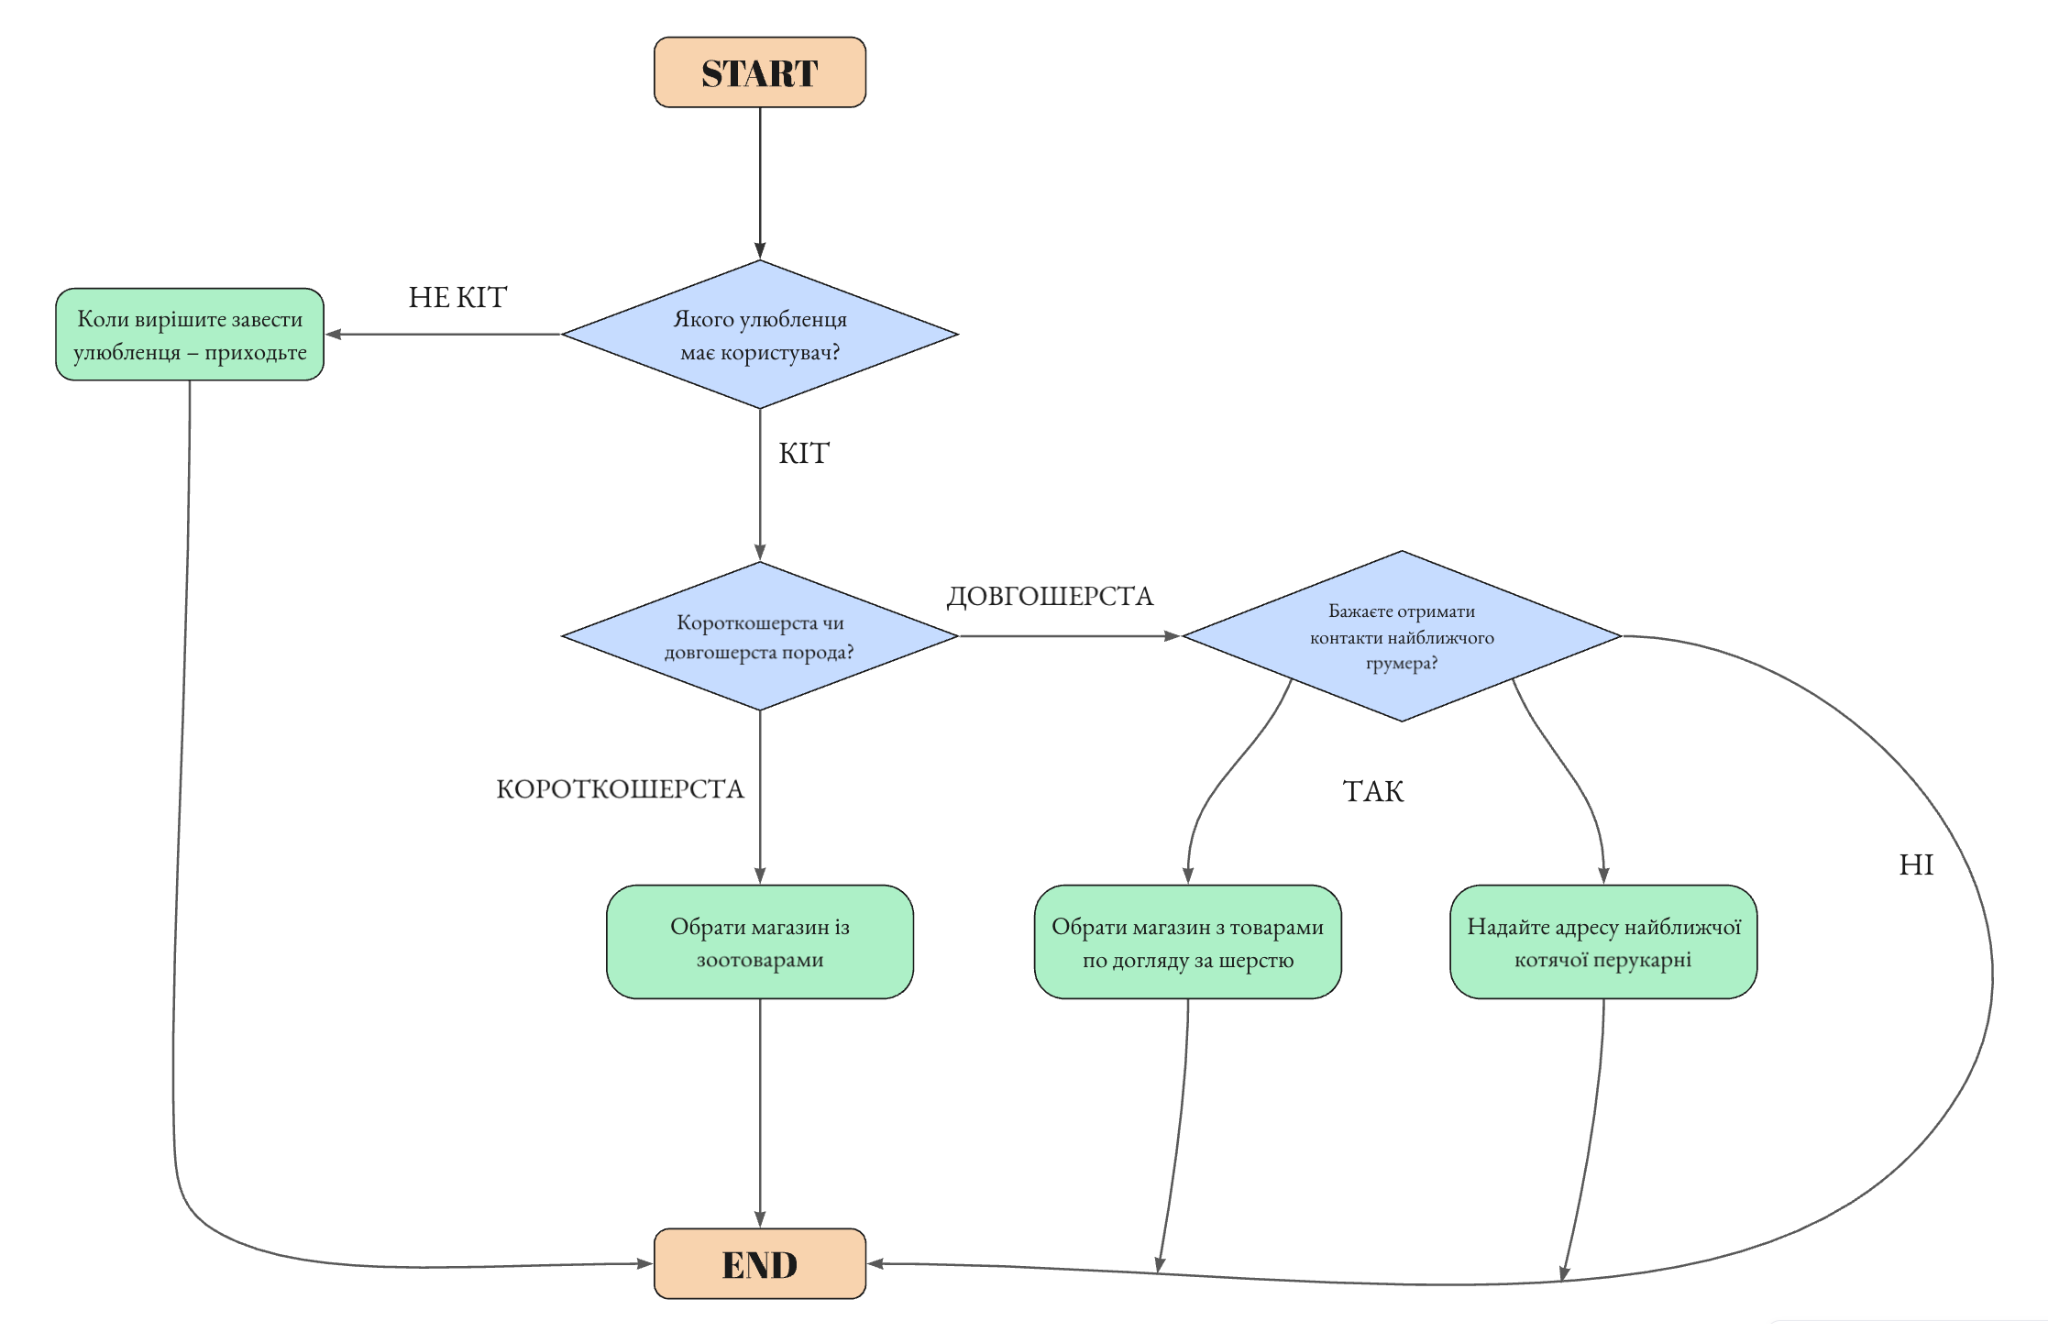 START
НЕ КІТ
Коли вирішите завести
улюбленця – приходьте
Якого улюбленця
має користувач?
КІТ
Короткошерста чи
довгошерста порода?
ДОВГОШЕРСТА
Бажаєте отримати
контакти найближчого
грумера?
КОРОТКОШЕРСТА
ТАК
НІ
Обрати магазин із
зоотоварами
Обрати магазин з товарами
по догляду за шерстю
Надайте адресу найближчої
котячої перукарні
END